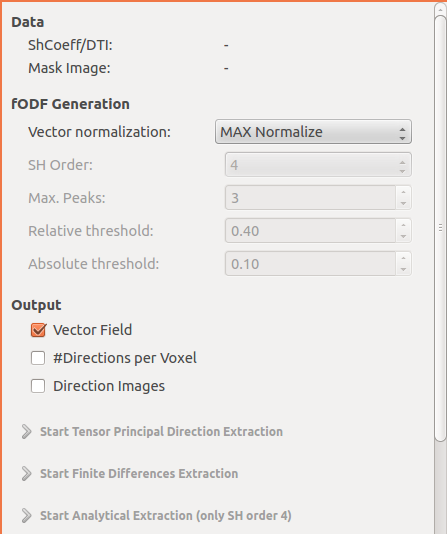 Data
ShCoeff/DTI: -
Mask Image: -
fODF Generation
Vector normalization: MAX Normalize
SH Order: 4
Max. Peaks: 3
Relative threshold: 0.40
Absolute threshold: 0.10
Output
Vector Field
#Directions per Voxel
Direction Images
Start Tensor Principal Direction Extraction
Start Finite Differences Extraction
Start Analytical Extraction (only SH order 4)